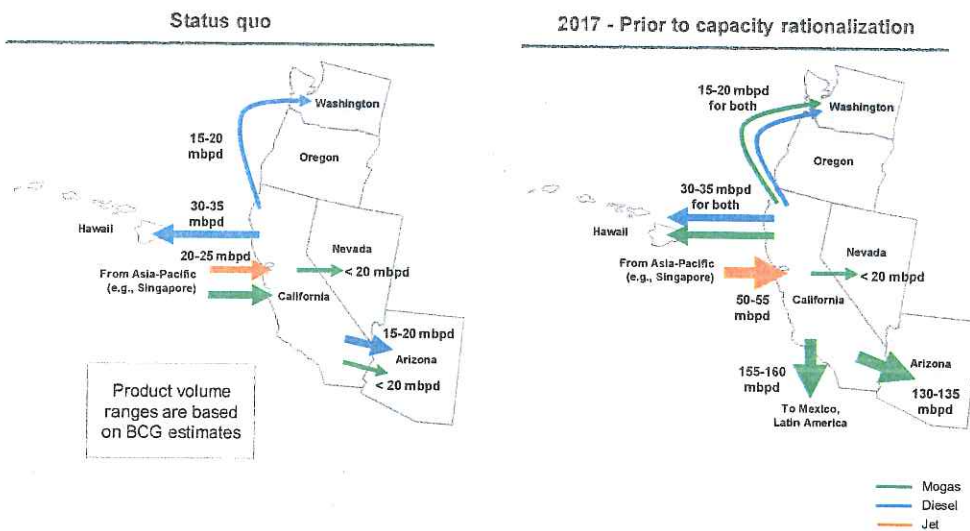 Status quo
Washington
15-20
mbpd
Oregon
30-35
mbpd
Hawaii
Nevada
20-25 mbpd
From Asia-Pacific
(e.g., Singapore)
< 20 mbpd
California
15-20 mbpd
Arizona
< 20 mbpd
Product volume
ranges are based
on BCG estimates
2017 - Prior to capacity rationalization
15-20 mbpd
for both
Washington
Oregon
30-35 mbpd
for both
Hawaii
Nevada
From Asia-Pacific
(e.g., Singapore)
< 20 mbpd
50-55
mbpd
California
155-160
mbpd
Arizona
130-135
mbpd
To Mexico,
Latin America
Mogas
Diesel
Jet